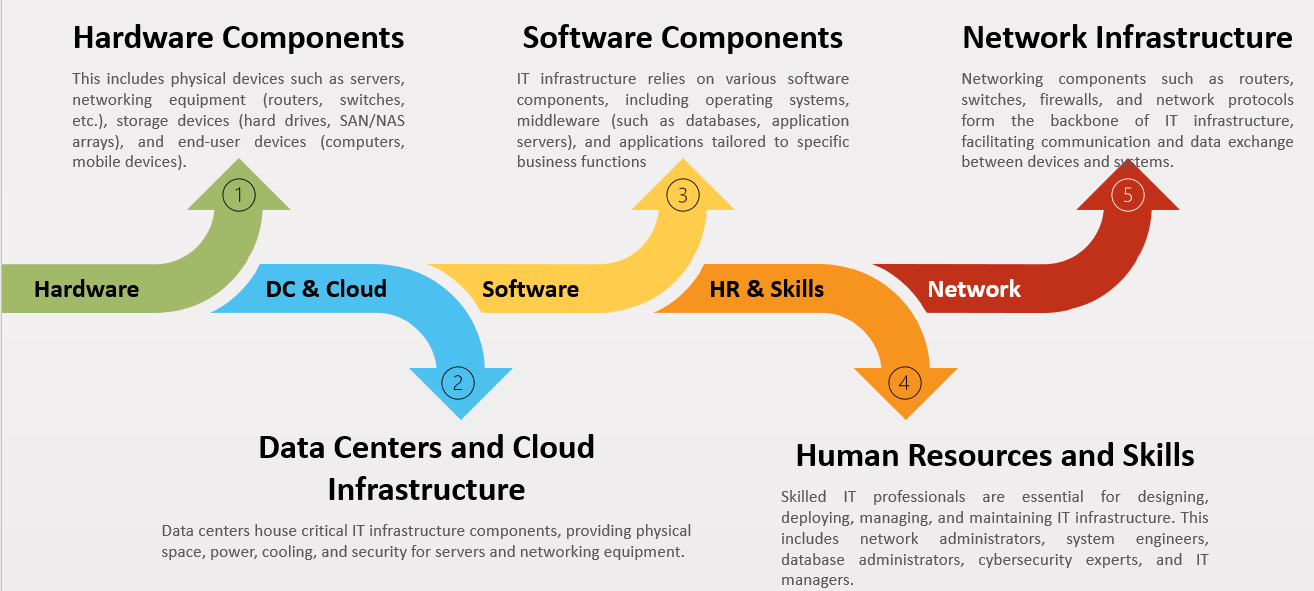 Hardware Components
This includes physical devices such as servers,
networking equipment (routers, switches,
etc.), storage devices (hard drives, SAN/NAS
arrays), and end-user devices (computers,
mobile devices).
Software Components
IT infrastructure relies on various software
components, including operating systems,
middleware (such as databases, application
servers), and applications tailored to specific
business functions
Network Infrastructure
Networking components such as routers,
switches, firewalls, and network protocols
form the backbone of IT infrastructure,
facilitating communication and data exchange
between devices and systems.
1
3
5
Hardware
DC & Cloud
Software
HR & Skills
Network
2
4
Data Centers and Cloud
Infrastructure
Data centers house critical IT infrastructure components, providing physical
space, power, cooling, and security for servers and networking equipment.
Human Resources and Skills
Skilled IT professionals are essential for designing,
deploying, managing, and maintaining IT infrastructure. This
includes network administrators, system engineers,
database administrators, cybersecurity experts, and IT
managers.